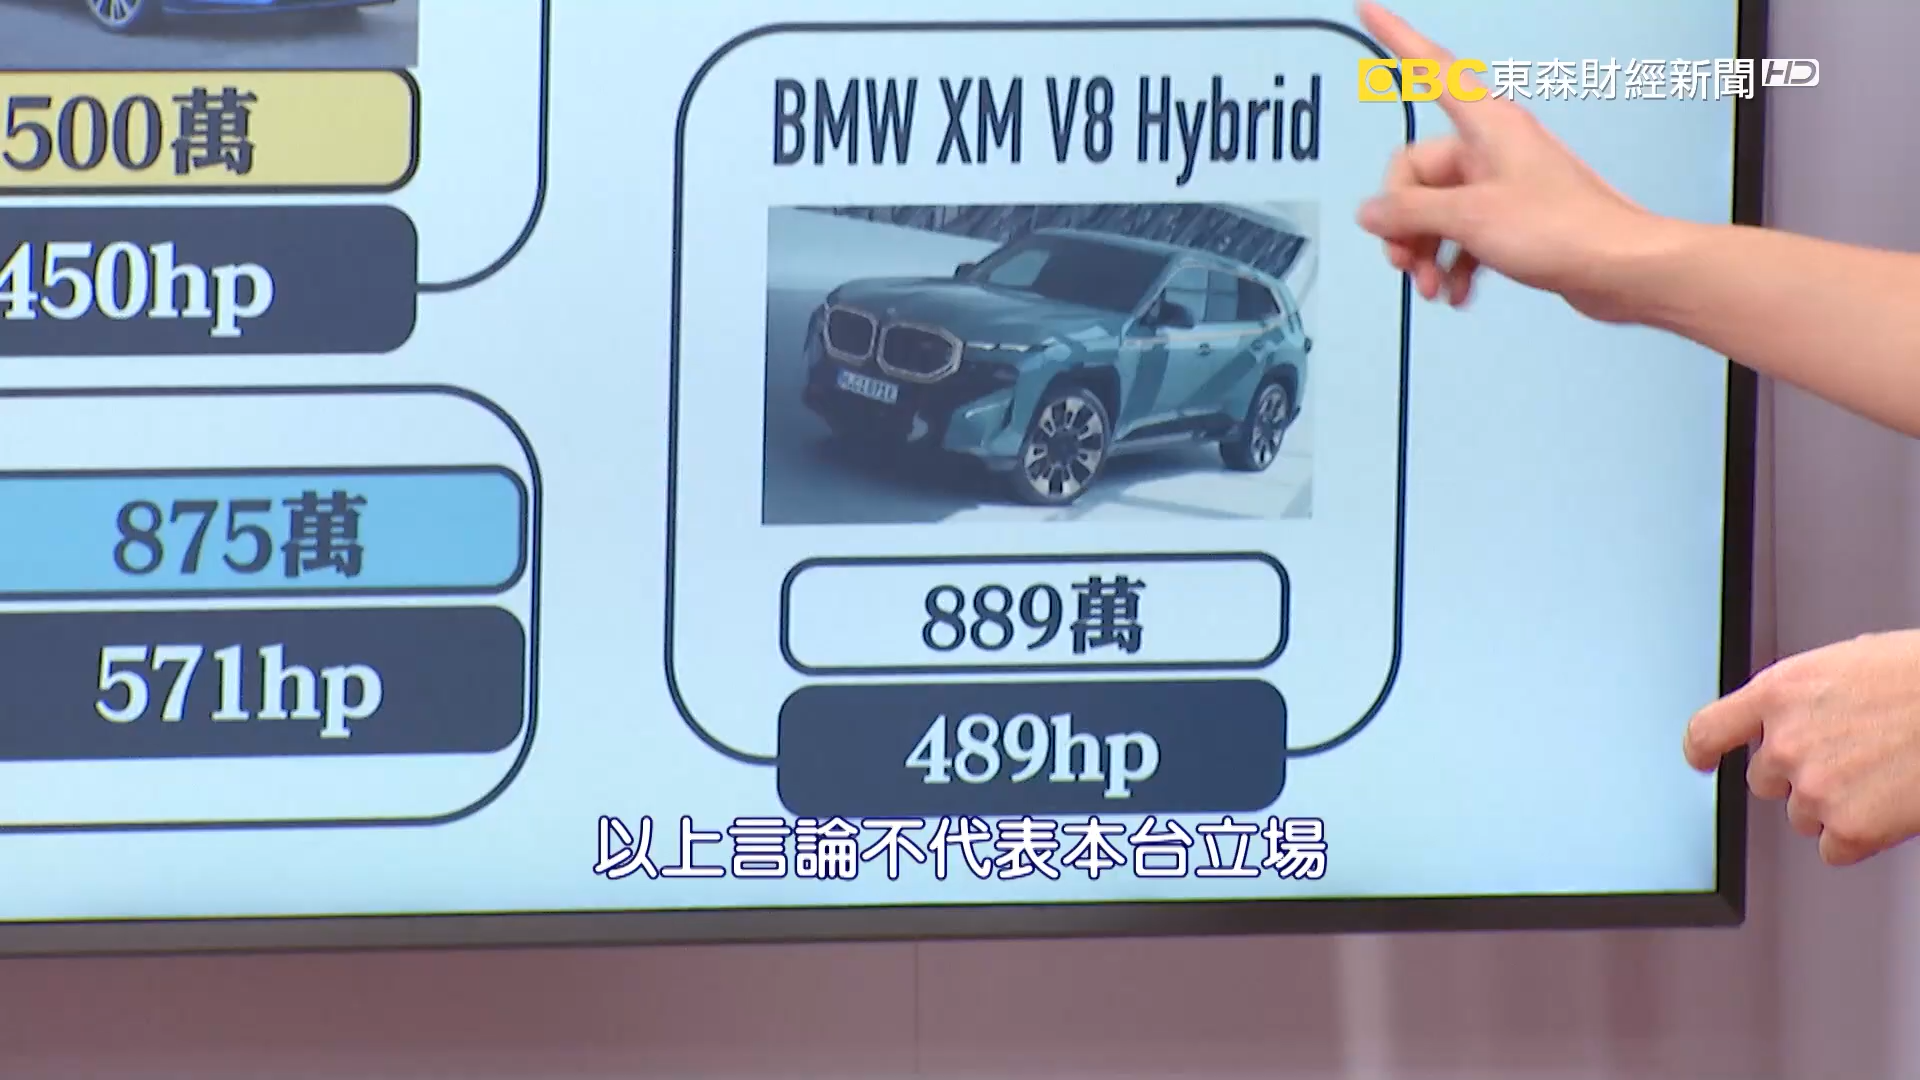 EBC東森財經新聞HD
500萬
450hp
875萬
571hp
BMW XM V8 Hybrid
889萬
489hp
以上言論不代表本台立場